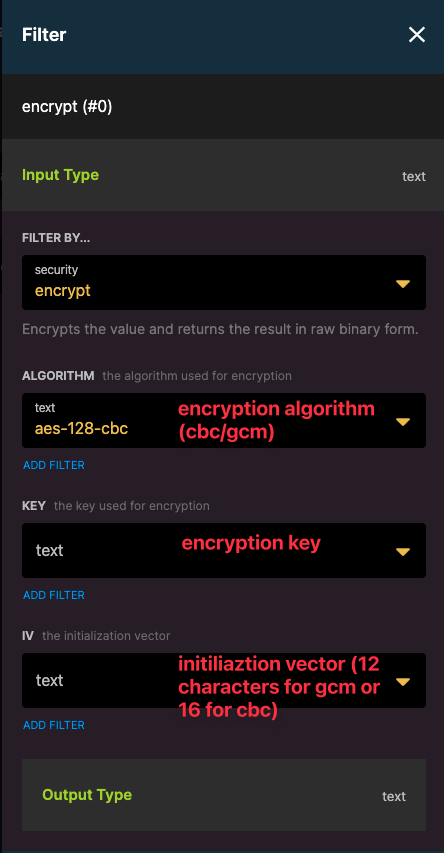 Filter
encrypt (#0)
Input Type
text
FILTER BY...
security
encrypt
Encrypts the value and returns the result in raw binary form.
ALGORITHM the algorithm used for encryption
text
aes-128-cbc
encryption algorithm
(cbc/gcm)
ADD FILTER
KEY the key used for encryption
text
encryption key
ADD FILTER
IV the initialization vector
text
initiliaztion vector (12
characters for gcm or
16 for cbc)
ADD FILTER
Output Type
text